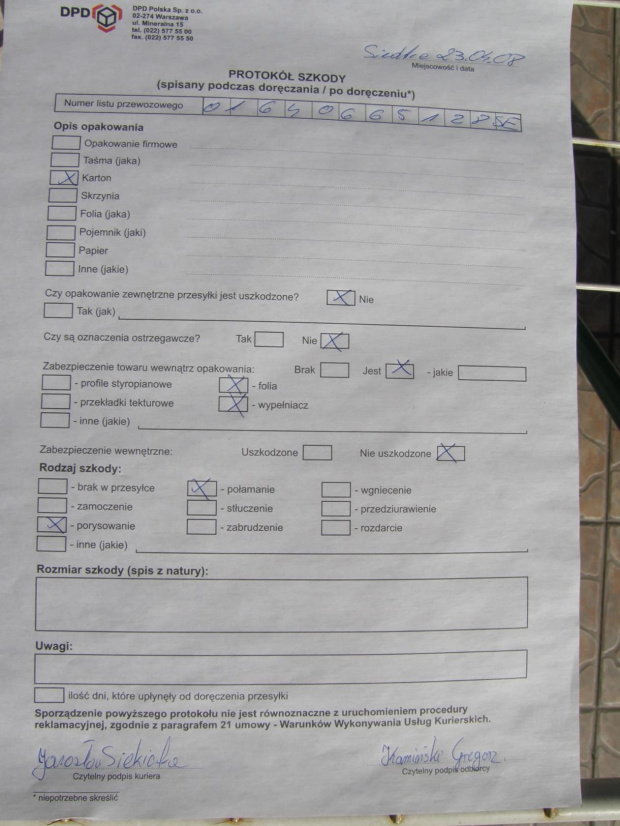 DPD
DPD Polska Sp. z o.o.
02-274 Warszawa
ul. Mineralna 15
tel. (022) 577 55 00
fax. (022) 577 55 50
Siedlce 23.04.08
Miejscowość i data
PROTOKÓŁ SZKODY
(spisany podczas doręczania / po doręczeniu*)
Numer listu przewozowego 01640665128
Opis opakowania
Opakowanie firmowe
Taśma (jaka)
X Karton
Skrzynia
Folia (jaka)
Pojemnik (jaki)
Papier
Inne (jakie)
Czy opakowanie zewnętrzne przesyłki jest uszkodzone? X Nie
Tak (jak)
Czy są oznaczenia ostrzegawcze? Tak Nie X
Zabezpieczenie towaru wewnątrz opakowania: Brak Jest X - jakie
- profile styropianowe X - folia
- przekładki tekturowe X - wypełniacz
- inne (jakie)
Zabezpieczenie wewnętrzne: Uszkodzone Nie uszkodzone X
Rodzaj szkody:
- brak w przesyłce X - połamanie - wgniecenie
- zamoczenie - stłuczenie - przedziurawienie
X - porysowanie - zabrudzenie - rozdarcie
- inne (jakie)
Rozmiar szkody (spis z natury):
Uwagi:
ilość dni, które upłynęły od doręczenia przesyłki
Sporządzenie powyższego protokołu nie jest równoznaczne z uruchomieniem procedury
reklamacyjnej, zgodnie z paragrafem 21 umowy - Warunków Wykonywania Usług Kurierskich.
Jarosław Kamiński Grzegorz
Czytelny podpis kuriera Czytelny podpis odbiorcy
* niepotrzebne skreślić